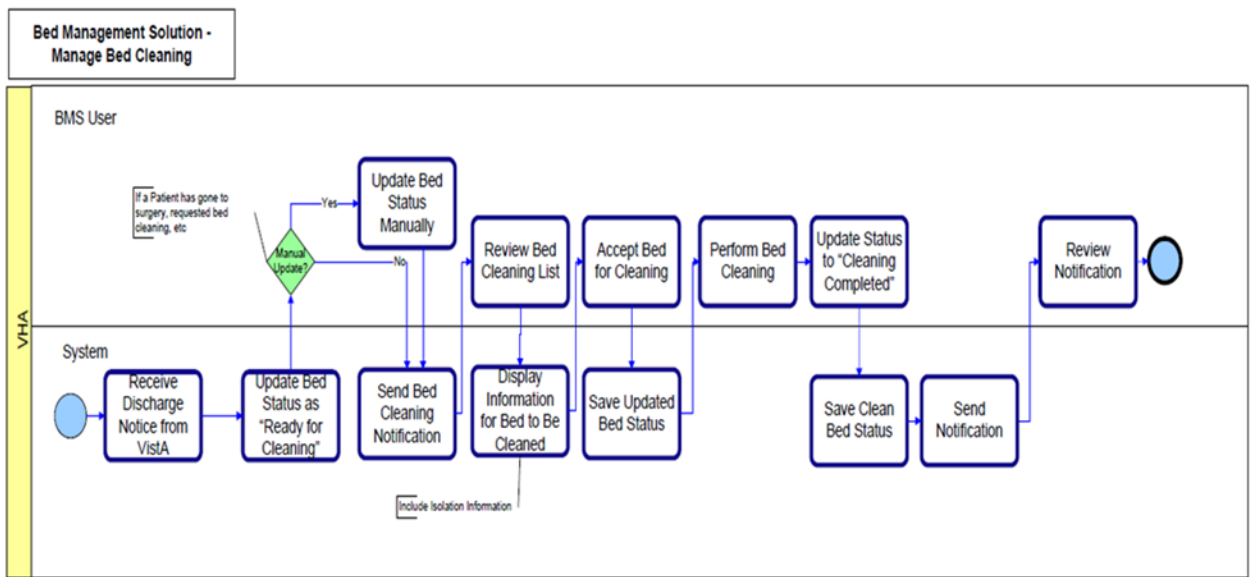 Bed Management Solution -
Manage Bed Cleaning
VHA
BMS User
If a Patient has gone to
surgery, requested bed
cleaning, etc
Manual
Update?
Yes
No
Update Bed
Status
Manually
Review Bed
Cleaning List
Accept Bed
for Cleaning
Perform Bed
Cleaning
Update Status
to “Cleaning
Completed”
Review
Notification
System
Receive
Discharge
Notice from
VistA
Update Bed
Status as
“Ready for
Cleaning”
Send Bed
Cleaning
Notification
Display
Information
for Bed to Be
Cleaned
Save Updated
Bed Status
Save Clean
Bed Status
Send
Notification
Include Isolation Information